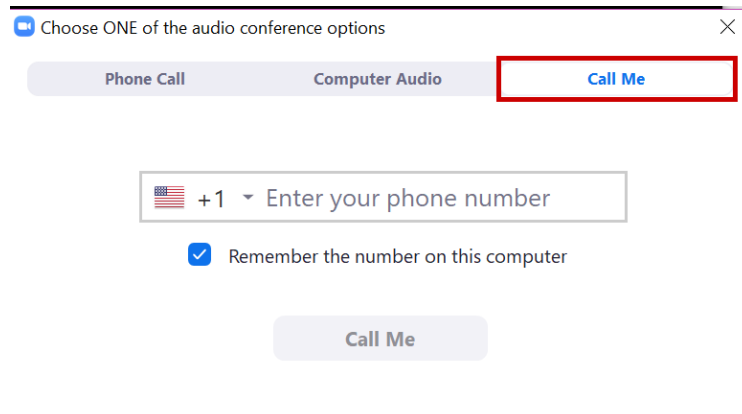 Choose ONE of the audio conference options
Phone Call Computer Audio Call Me
+1 Enter your phone number
Remember the number on this computer
Call Me